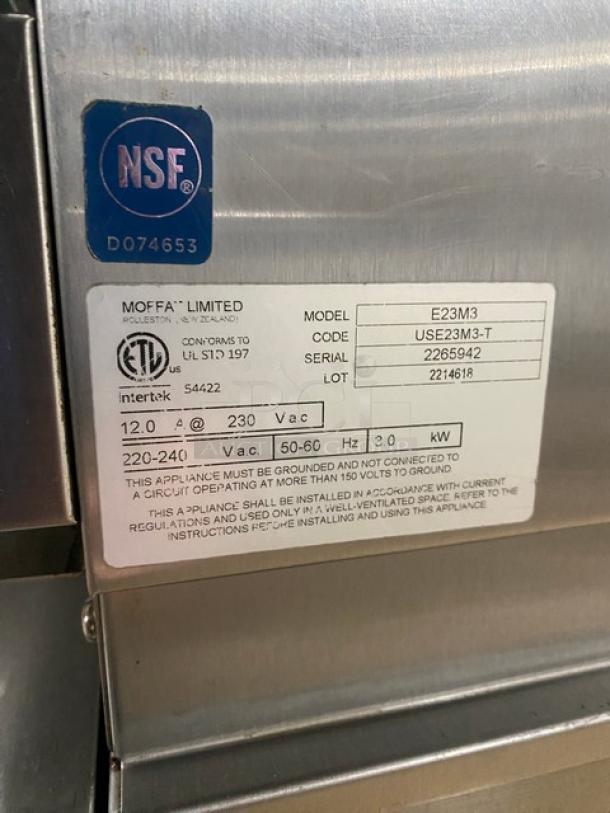 NSF®
D074653
MOFFAT LIMITED
ROLLESTON, NEW ZEALAND
ETL
US
Intertek
CONFORMS TO
UL STD 197
54422
MODEL E23M3
CODE USE23M3-T
SERIAL 2265942
LOT 2214618
12.0 A @ 230 Vac
220-240 Vac 50-60 Hz 3.0 kW
THIS APPLIANCE MUST BE GROUNDED AND NOT CONNECTED TO
A CIRCUIT OPERATING AT MORE THAN 150 VOLTS TO GROUND.
THIS APPLIANCE SHALL BE INSTALLED IN ACCORDANCE WITH CURRENT
REGULATIONS AND USED ONLY IN A WELL-VENTILATED SPACE. REFER TO THE
INSTRUCTIONS BEFORE INSTALLING AND USING THIS APPLIANCE